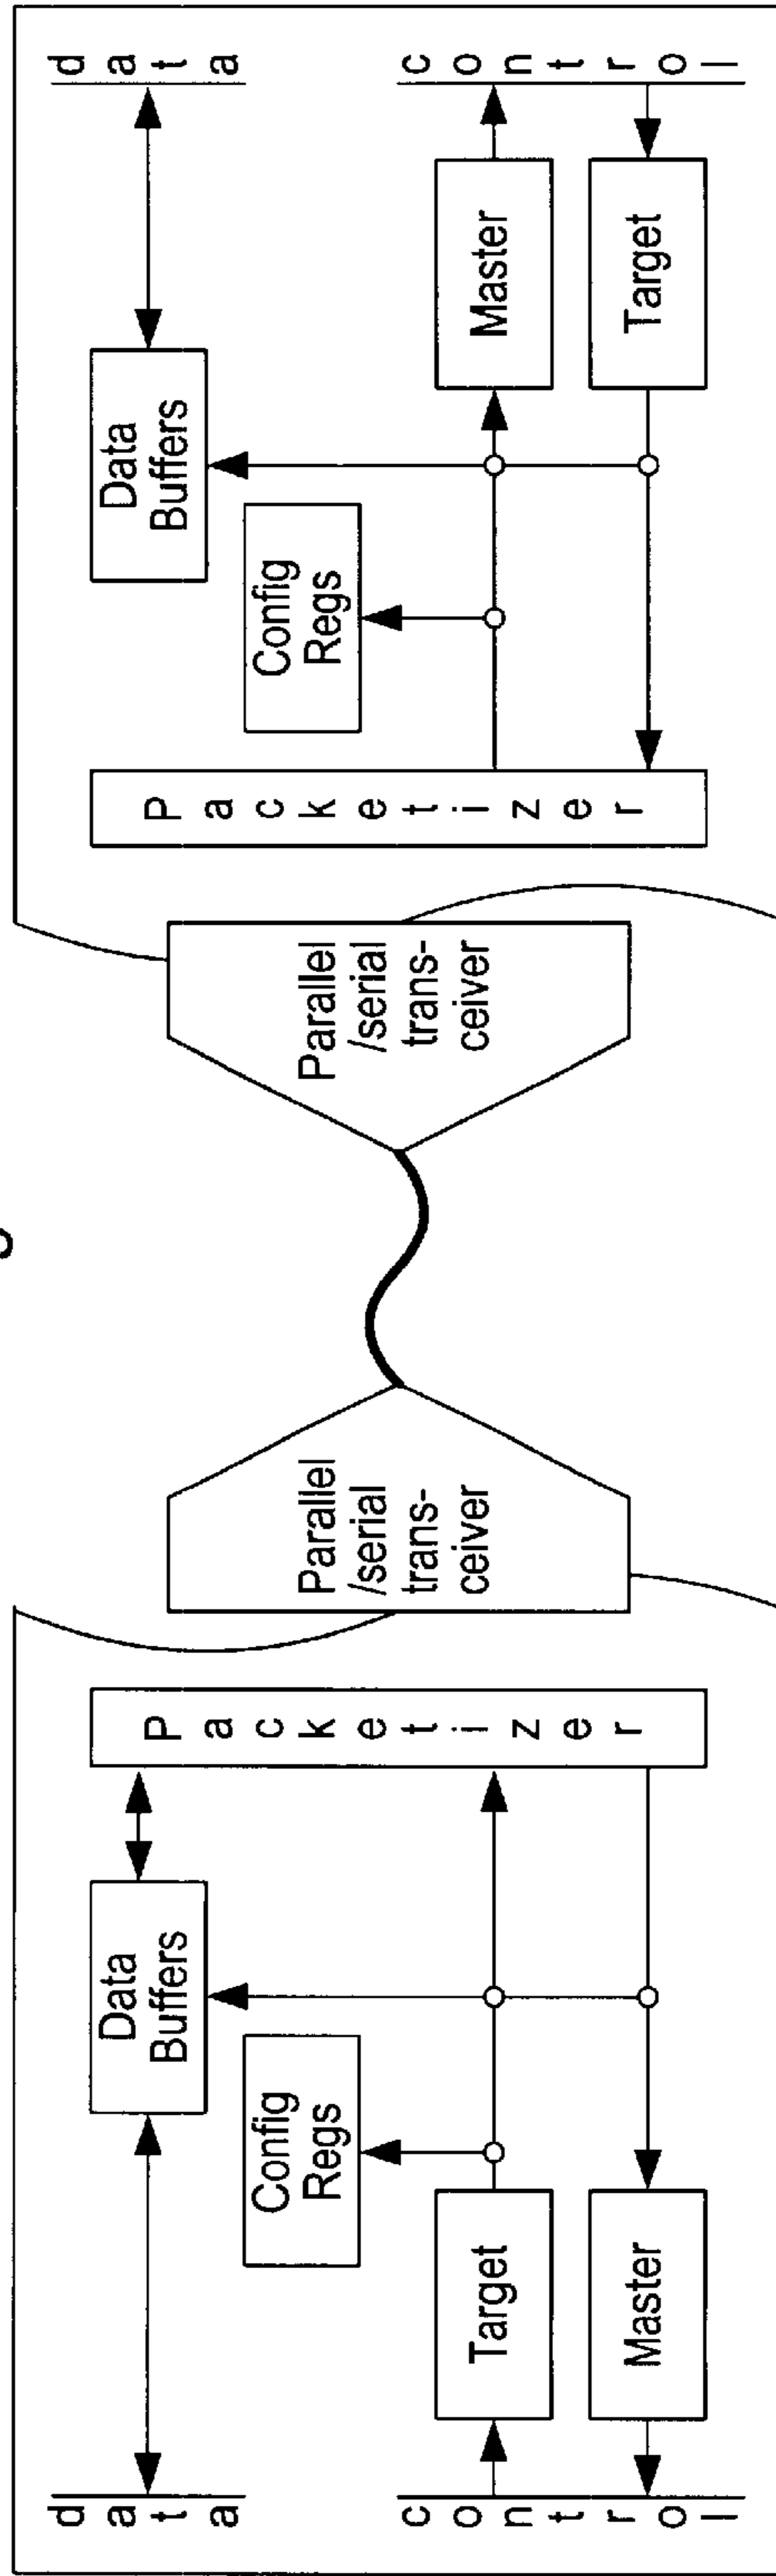 data
control
Data
Buffers
Config
Regs
Target
Master
Packetizer
Parallel
/serial
trans-
ceiver
Parallel
/serial
trans-
ceiver
Packetizer
Config
Regs
Data
Buffers
Master
Target
data
control